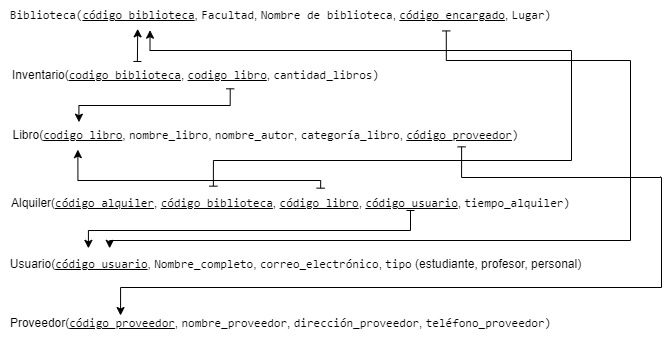 Biblioteca(código_biblioteca, Facultad, Nombre de biblioteca, código_encargado, Lugar)
Inventario(codigo_biblioteca, codigo_libro, cantidad_libros)
Libro(codigo_libro, nombre_libro, nombre_autor, categoría_libro, código_proveedor)
Alquiler(código_alquiler, código_biblioteca, código_libro, código_usuario, tiempo_alquiler)
Usuario(código_usuario, Nombre_completo, correo_electrónico, tipo (estudiante, profesor, personal)
Proveedor(código_proveedor, nombre_proveedor, dirección_proveedor, teléfono_proveedor)